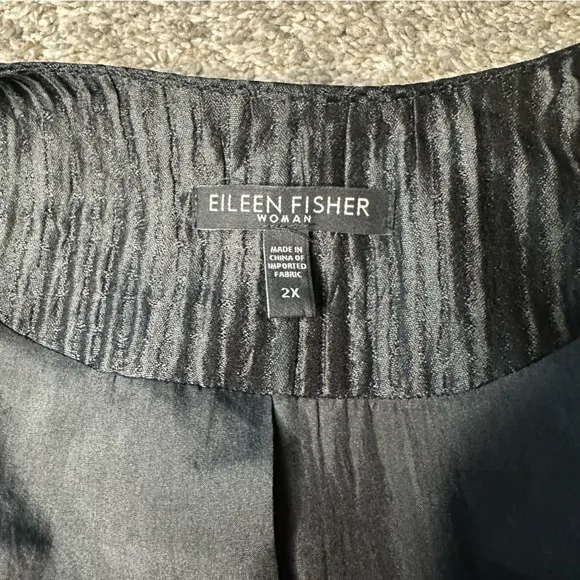 EILEEN FISHER
WOMAN
MADE IN
CHINA OF
IMPORTED
FABRIC
2X